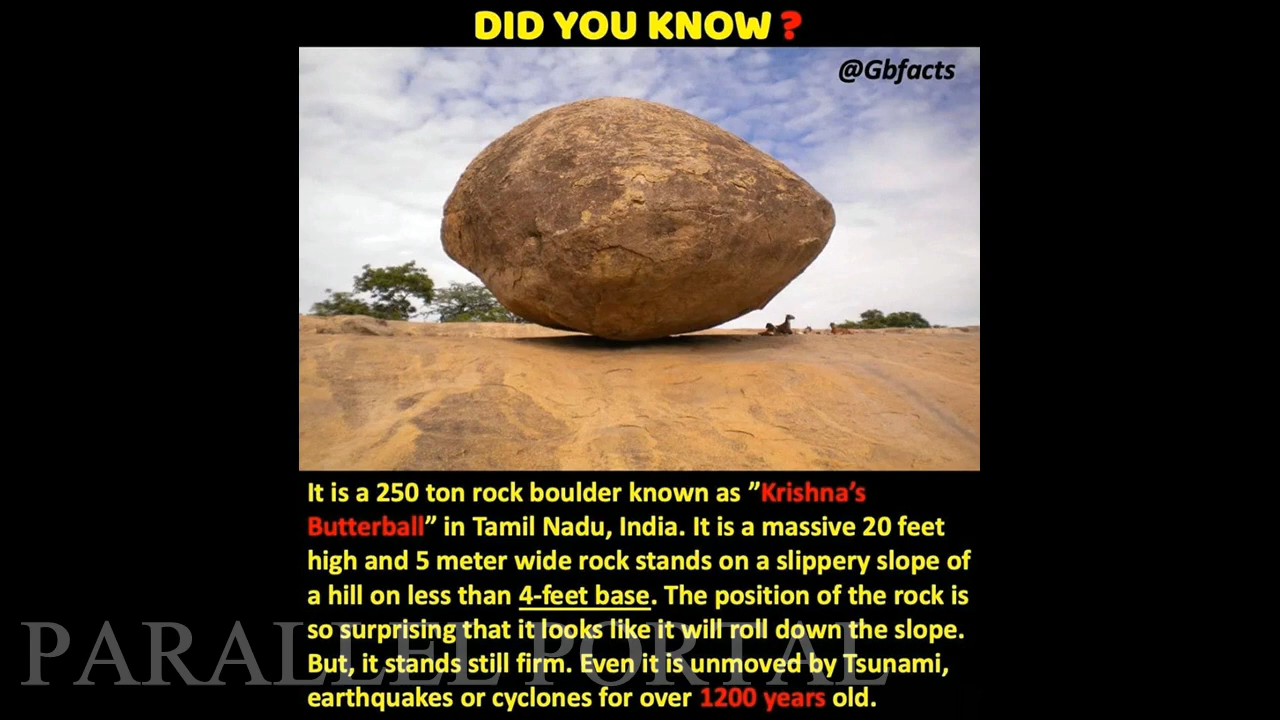 DID YOU KNOW ?
@Gbfacts
It is a 250 ton rock boulder known as ”Krishna’s
Butterball” in Tamil Nadu, India. It is a massive 20 feet
high and 5 meter wide rock stands on a slippery slope of
a hill on less than 4-feet base. The position of the rock is
so surprising that it looks like it will roll down the slope.
PARALLEL PORTAL
But, it stands still firm. Even it is unmoved by Tsunami,
earthquakes or cyclones for over 1200 years old.